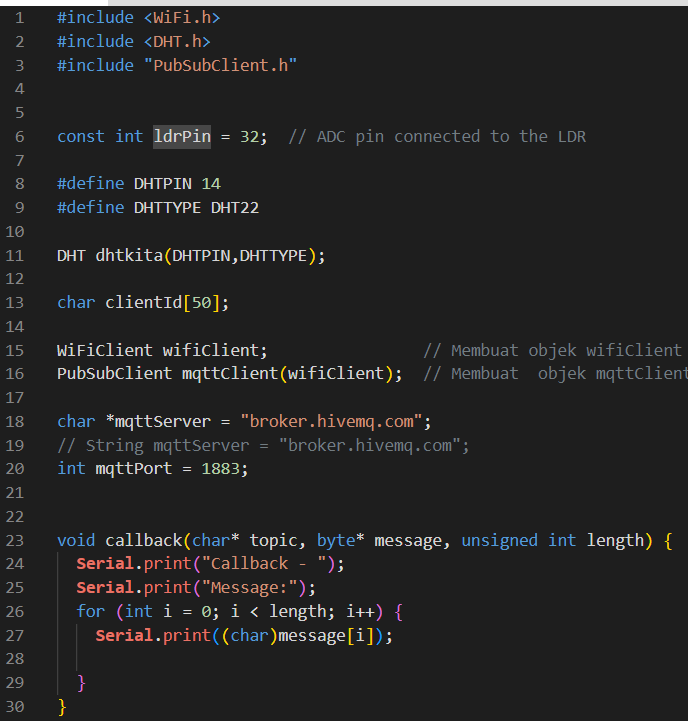 1 #include <WiFi.h>
2 #include <DHT.h>
3 #include "PubSubClient.h"
4
5
6 const int ldrPin = 32;  // ADC pin connected to the LDR
7
8 #define DHTPIN 14
9 #define DHTTYPE DHT22
10
11 DHT dhtkita(DHTPIN,DHTTYPE);
12
13 char clientId[50];
14
15 WiFiClient wifiClient;                // Membuat objek wifiClient
16 PubSubClient mqttClient(wifiClient);  // Membuat  objek mqttClient
17
18 char *mqttServer = "broker.hivemq.com";
19 // String mqttServer = "broker.hivemq.com";
20 int mqttPort = 1883;
21
22
23 void callback(char* topic, byte* message, unsigned int length) {
24   Serial.print("Callback - ");
25   Serial.print("Message:");
26   for (int i = 0; i < length; i++) {
27     Serial.print((char)message[i]);
28
29   }
30 }